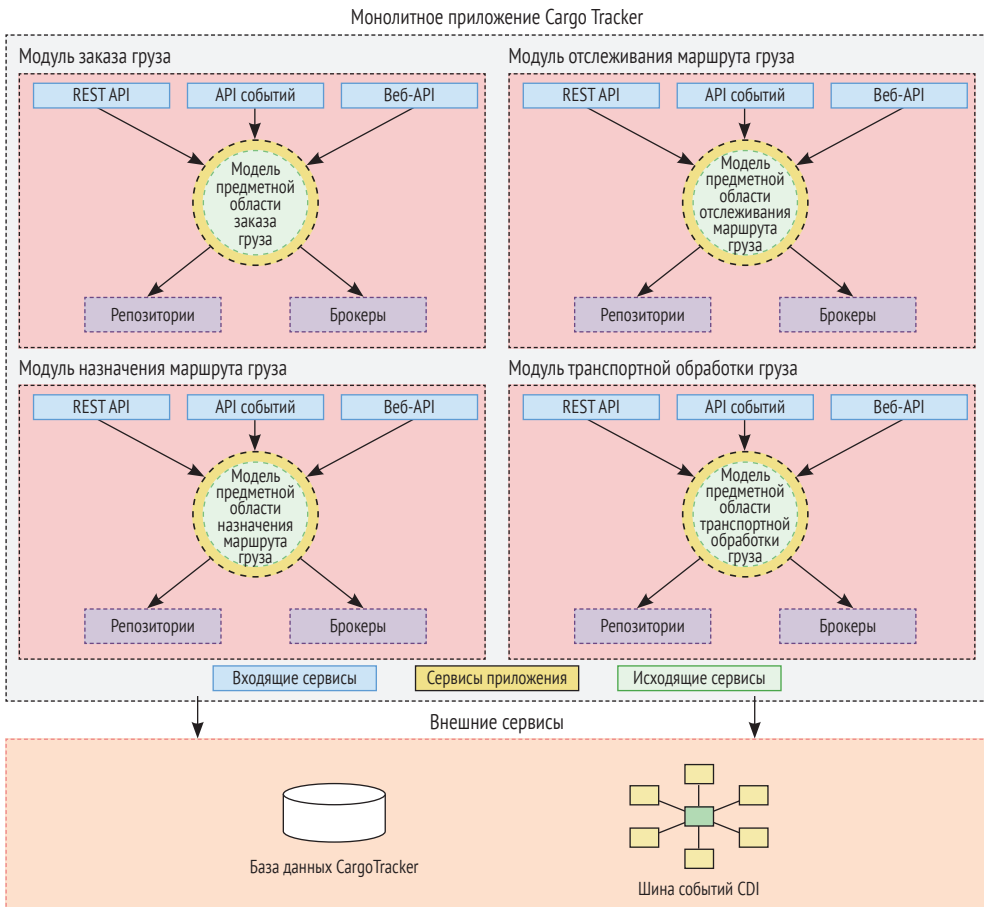 Монолитное приложение Cargo Tracker
Модуль заказа груза
REST API
API событий
Веб-API
Модель
предметной
области
заказа
груза
Репозитории
Брокеры
Модуль отслеживания маршрута груза
REST API
API событий
Веб-API
Модель
предметной
области
отслеживания
маршрута
груза
Репозитории
Брокеры
Модуль назначения маршрута груза
REST API
API событий
Веб-API
Модель
предметной
области
назначения
маршрута
груза
Репозитории
Брокеры
Модуль транспортной обработки груза
REST API
API событий
Веб-API
Модель
предметной
области
транспортной
обработки
груза
Репозитории
Брокеры
Входящие сервисы
Сервисы приложения
Исходящие сервисы
Внешние сервисы
База данных CargoTracker
Шина событий CDI